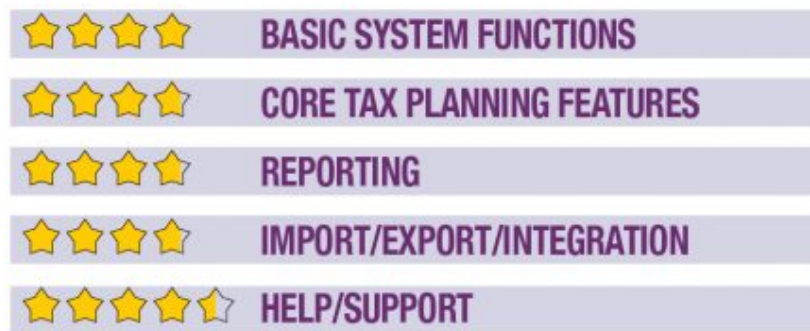 BASIC SYSTEM FUNCTIONS
CORE TAX PLANNING FEATURES
REPORTING
IMPORT/EXPORT/INTEGRATION
HELP/SUPPORT